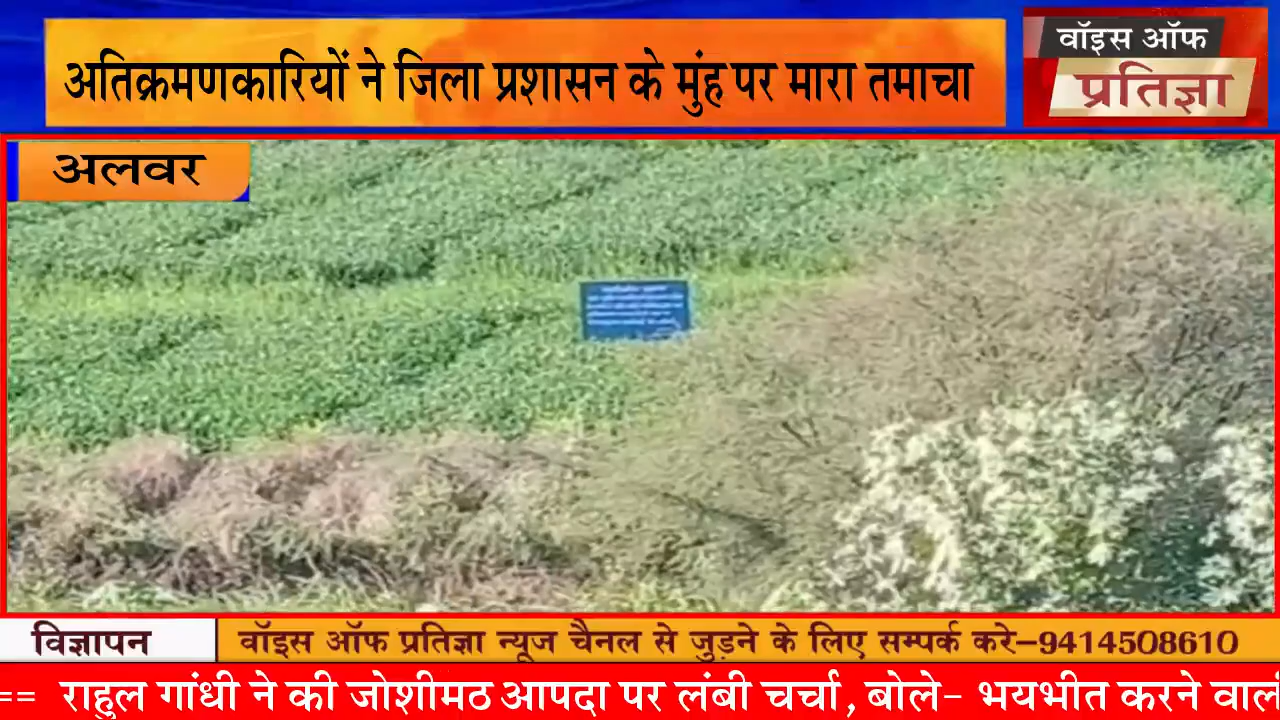 अतिक्रमणकारियों ने जिला प्रशासन के मुंह पर मारा तमाचा
वॉइस ऑफ
प्रतिज्ञा
अलवर
विज्ञापन
वॉइस ऑफ प्रतिज्ञा न्यूज चैनल से जुड़ने के लिए सम्पर्क करे–9414508610
== राहुल गांधी ने की जोशीमठ आपदा पर लंबी चर्चा, बोले- भयभीत करने वाली